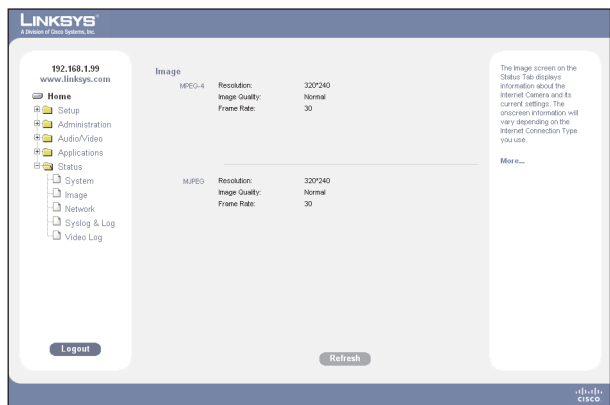 LINKSYS®
A Division of Cisco Systems, Inc.
192.168.1.99
www.linksys.com
Home
Setup
Administration
Audio/Video
Applications
Status
System
Image
Network
Syslog & Log
Video Log
Logout
Image
MPEG-4 Resolution: 320*240
Image Quality: Normal
Frame Rate: 30
MJPEG Resolution: 320*240
Image Quality: Normal
Frame Rate: 30
Refresh
The Image screen on the
Status Tab displays
information about the
Internet Camera and its
current settings. The
onscreen information will
vary depending on the
Internet Connection Type
you use.
More...
CISCO